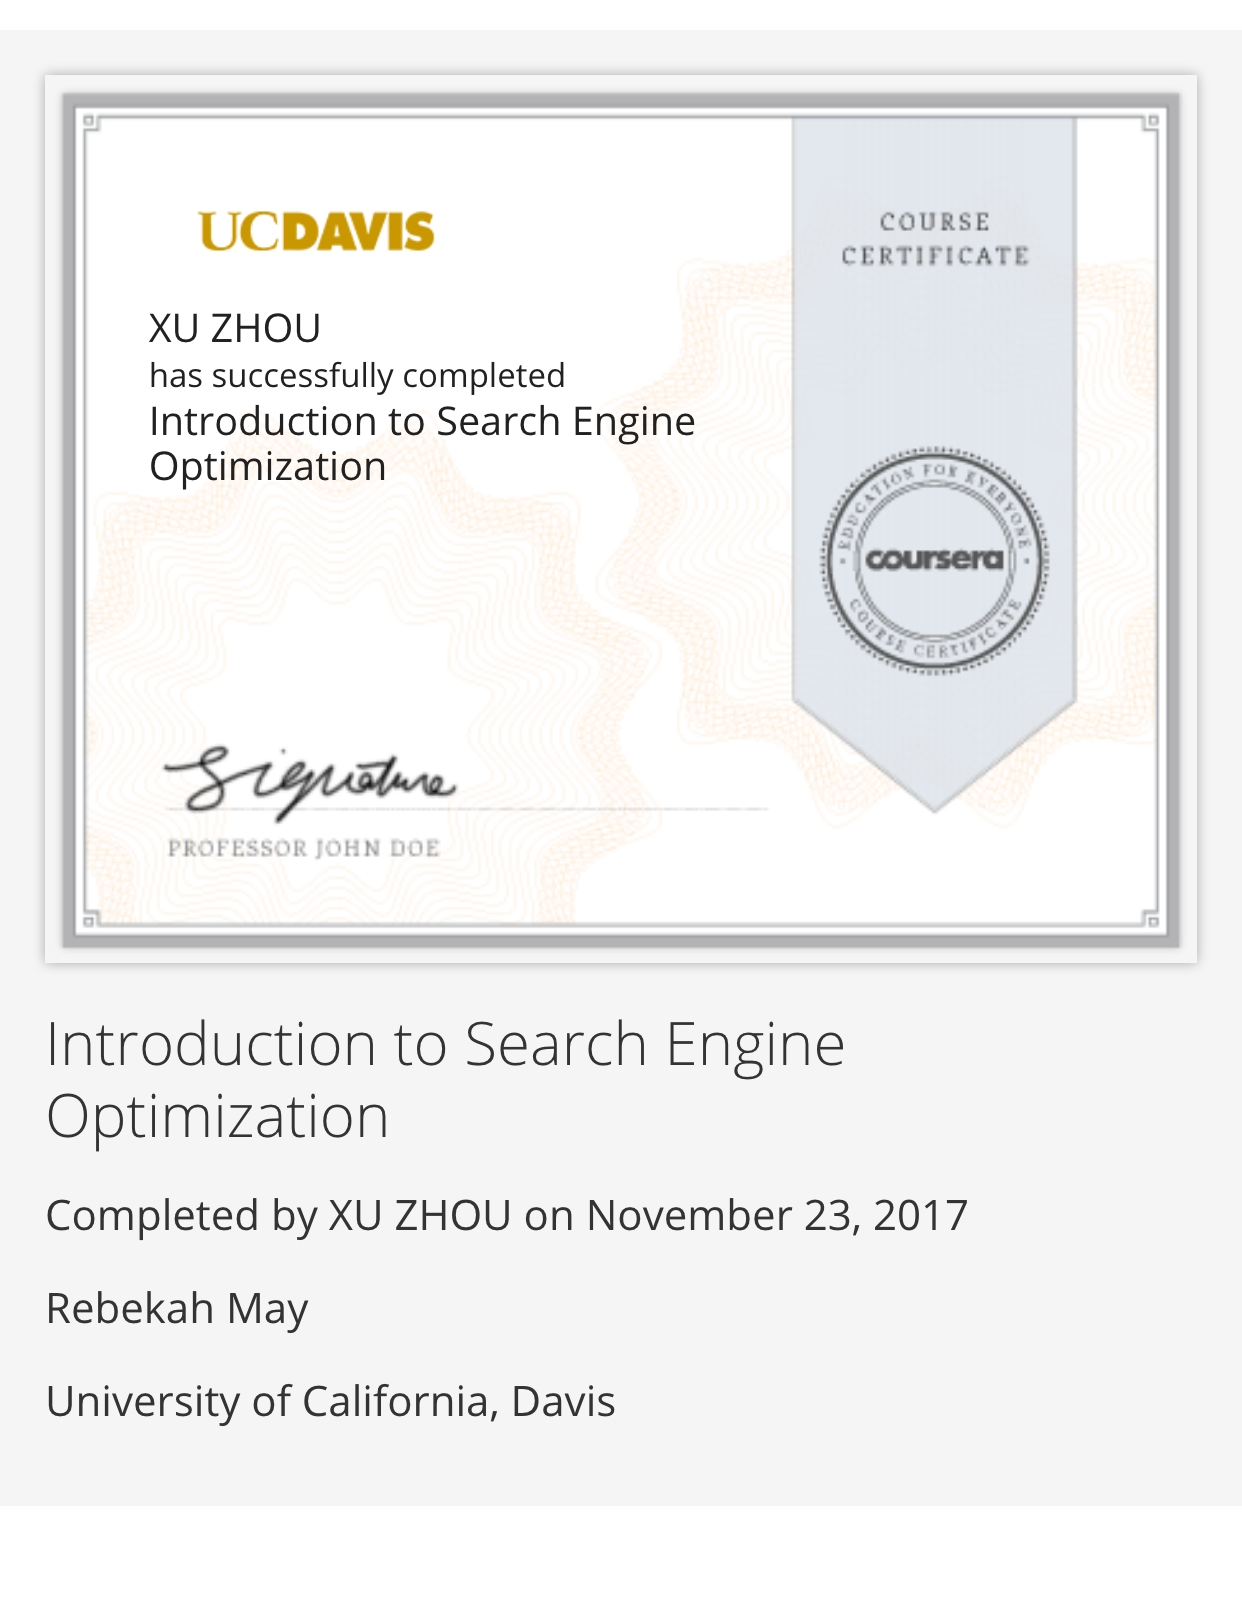 UCDAVIS
COURSE
CERTIFICATE
XU ZHOU
has successfully completed
Introduction to Search Engine
Optimization
EDUCATION FOR EVERYONE
coursera
COURSE CERTIFICATE
Signature
PROFESSOR JOHN DOE
Introduction to Search Engine
Optimization
Completed by XU ZHOU on November 23, 2017
Rebekah May
University of California, Davis